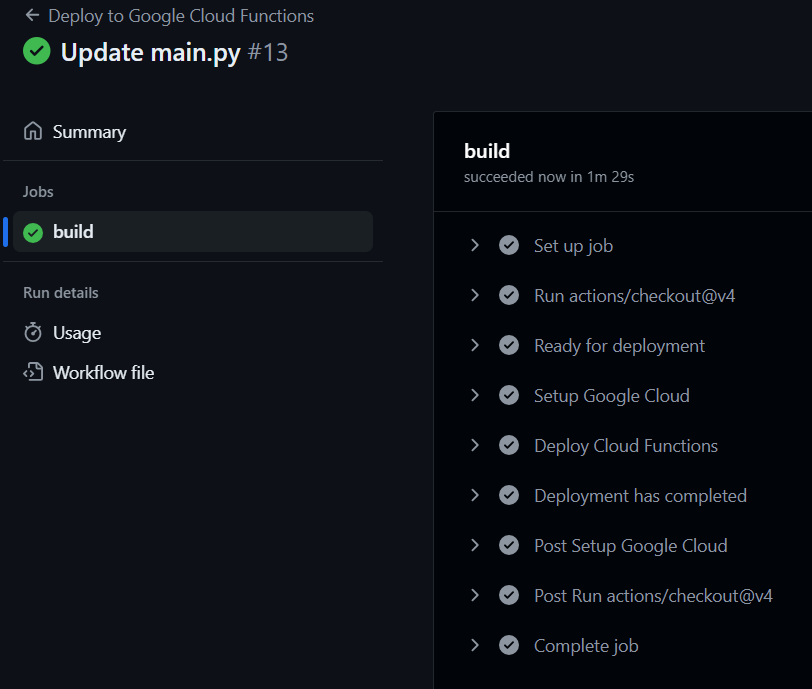 Deploy to Google Cloud Functions
Update main.py #13
Summary
Jobs
build
Run details
Usage
Workflow file
build
succeeded now in 1m 29s
Set up job
Run actions/checkout@v4
Ready for deployment
Setup Google Cloud
Deploy Cloud Functions
Deployment has completed
Post Setup Google Cloud
Post Run actions/checkout@v4
Complete job